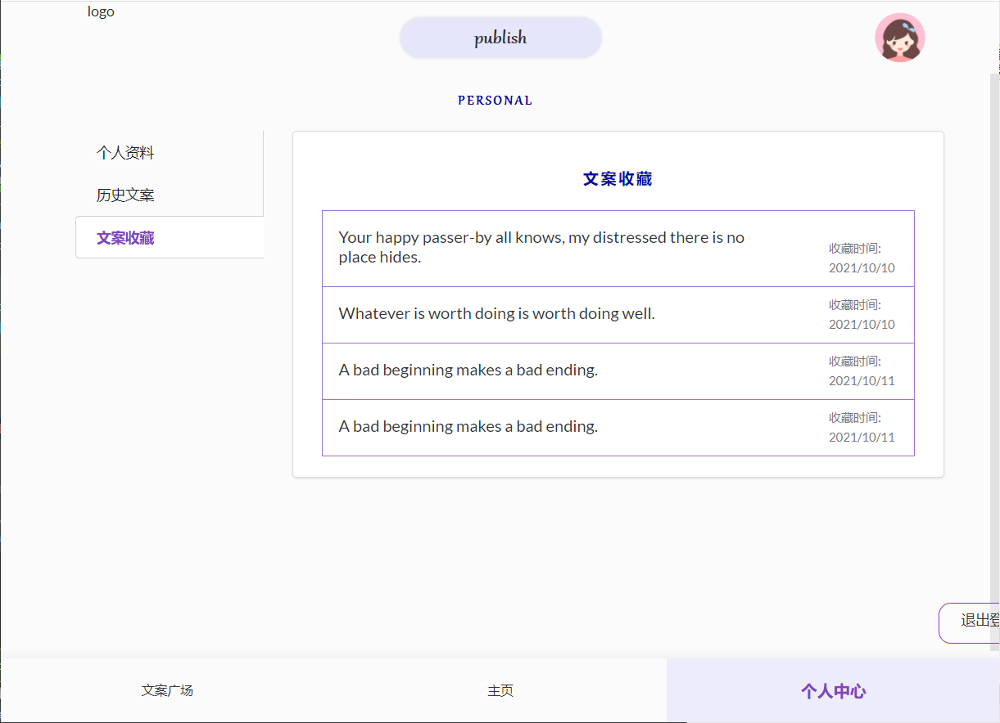 logo
publish
PERSONAL
个人资料
历史文案
文案收藏
文案收藏
Your happy passer-by all knows, my distressed there is no
place hides.
收藏时间:
2021/10/10
Whatever is worth doing is worth doing well.
收藏时间:
2021/10/10
A bad beginning makes a bad ending.
收藏时间:
2021/10/11
A bad beginning makes a bad ending.
收藏时间:
2021/10/11
退出登
文案广场
主页
个人中心